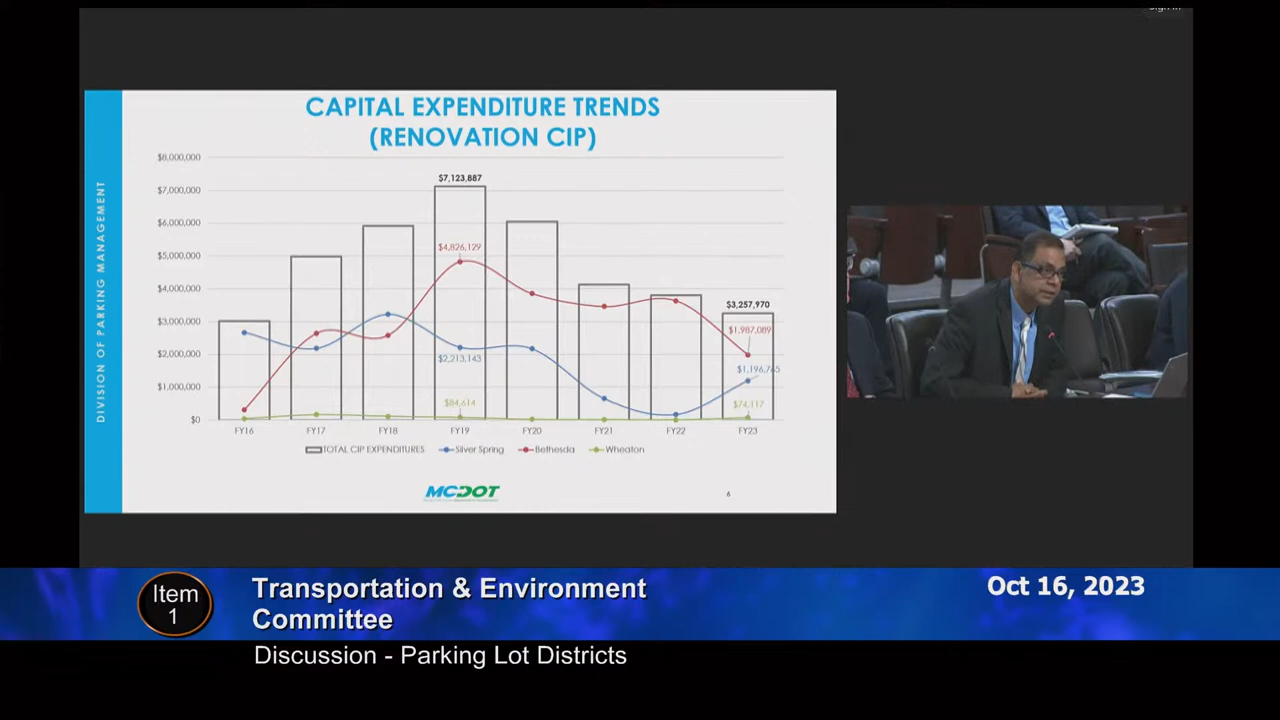 Sign In
CAPITAL EXPENDITURE TRENDS
(RENOVATION CIP)
DIVISION OF PARKING MANAGEMENT
$8,000,000
$7,000,000
$6,000,000
$5,000,000
$4,000,000
$3,000,000
$2,000,000
$1,000,000
$0
$7,123,887
$4,826,129
$2,213,143
$84,614
$3,257,970
$1,987,089
$1,196,765
$74,117
FY16 FY17 FY18 FY19 FY20 FY21 FY22 FY23
TOTAL CIP EXPENDITURES Silver Spring Bethesda Wheaton
MCDOT
6
Item
1
Transportation & Environment
Committee
Oct 16, 2023
Discussion - Parking Lot Districts